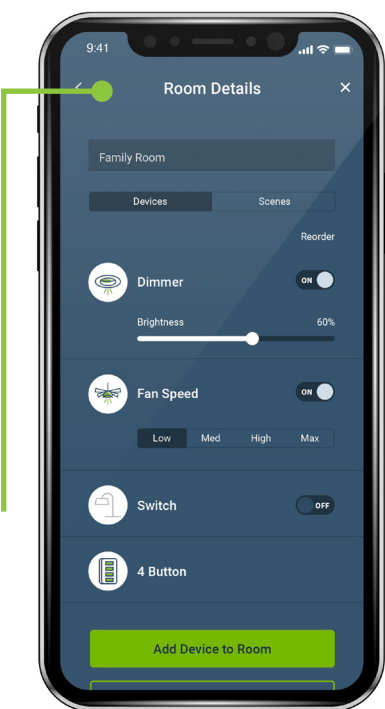 9:41
Room Details
Family Room
Devices Scenes
Reorder
Dimmer ON
Brightness 60%
Fan Speed ON
Low Med High Max
Switch OFF
4 Button
Add Device to Room